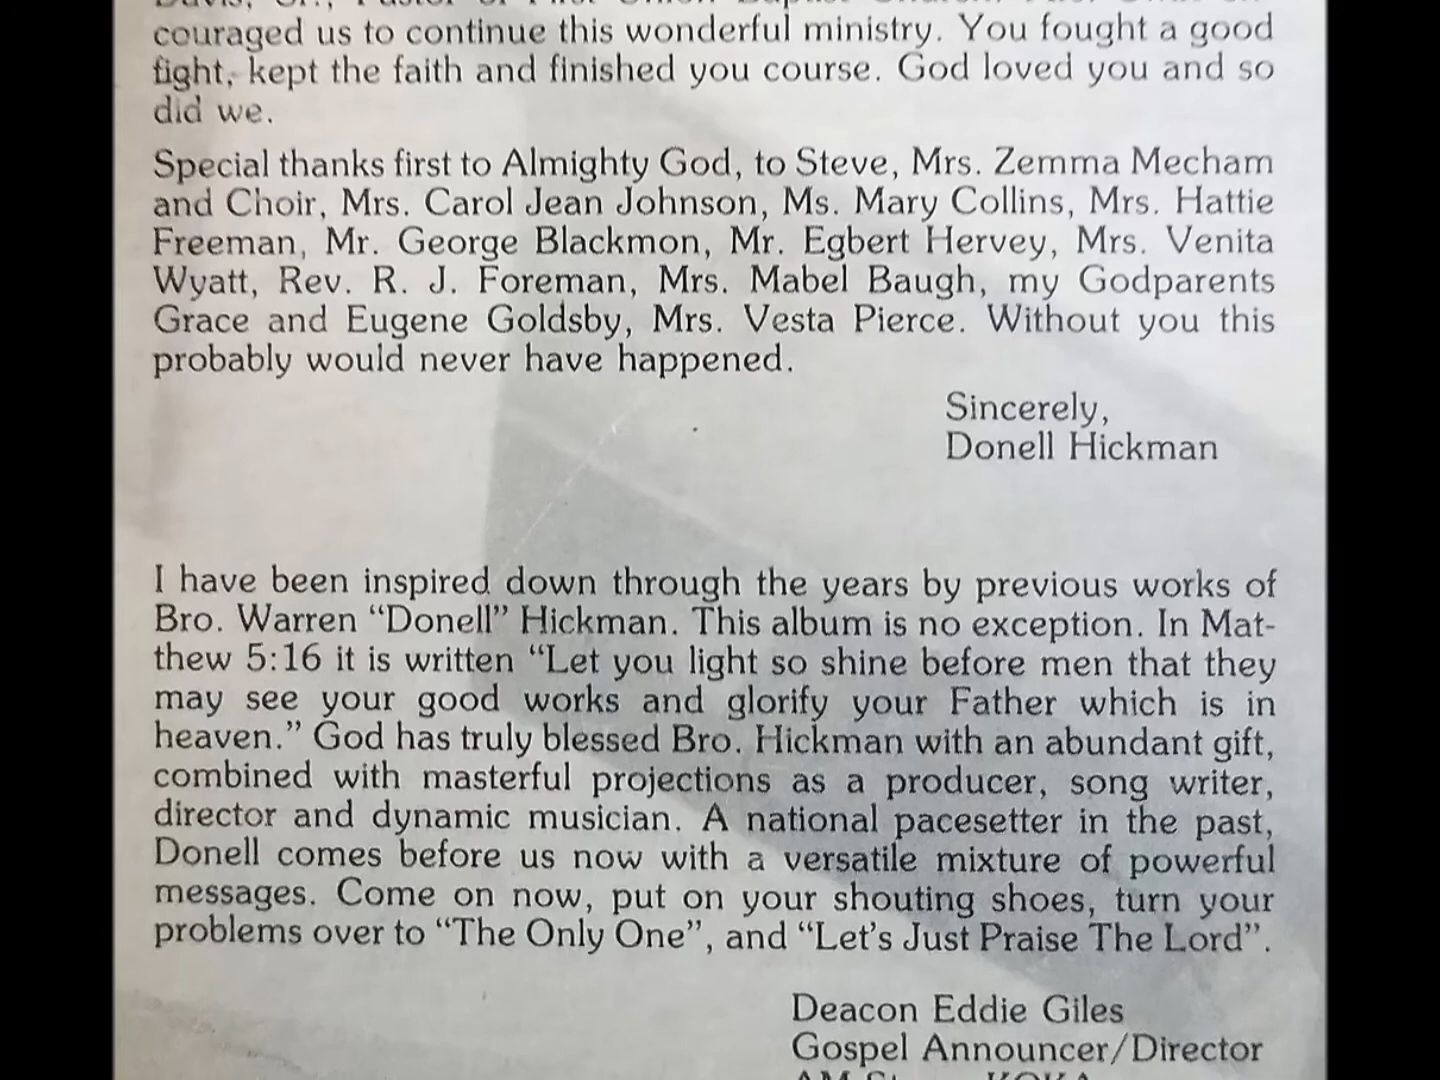 couraged us to continue this wonderful ministry. You fought a good
fight, kept the faith and finished you course. God loved you and so
did we.
Special thanks first to Almighty God, to Steve, Mrs. Zemma Mecham
and Choir, Mrs. Carol Jean Johnson, Ms. Mary Collins, Mrs. Hattie
Freeman, Mr. George Blackmon, Mr. Egbert Hervey, Mrs. Venita
Wyatt, Rev. R. J. Foreman, Mrs. Mabel Baugh, my Godparents
Grace and Eugene Goldsby, Mrs. Vesta Pierce. Without you this
probably would never have happened.
Sincerely,
Donell Hickman
I have been inspired down through the years by previous works of
Bro. Warren “Donell” Hickman. This album is no exception. In Mat-
thew 5:16 it is written “Let you light so shine before men that they
may see your good works and glorify your Father which is in
heaven.” God has truly blessed Bro. Hickman with an abundant gift,
combined with masterful projections as a producer, song writer,
director and dynamic musician. A national pacesetter in the past,
Donell comes before us now with a versatile mixture of powerful
messages. Come on now, put on your shouting shoes, turn your
problems over to “The Only One”, and “Let’s Just Praise The Lord”.
Deacon Eddie Giles
Gospel Announcer/Director